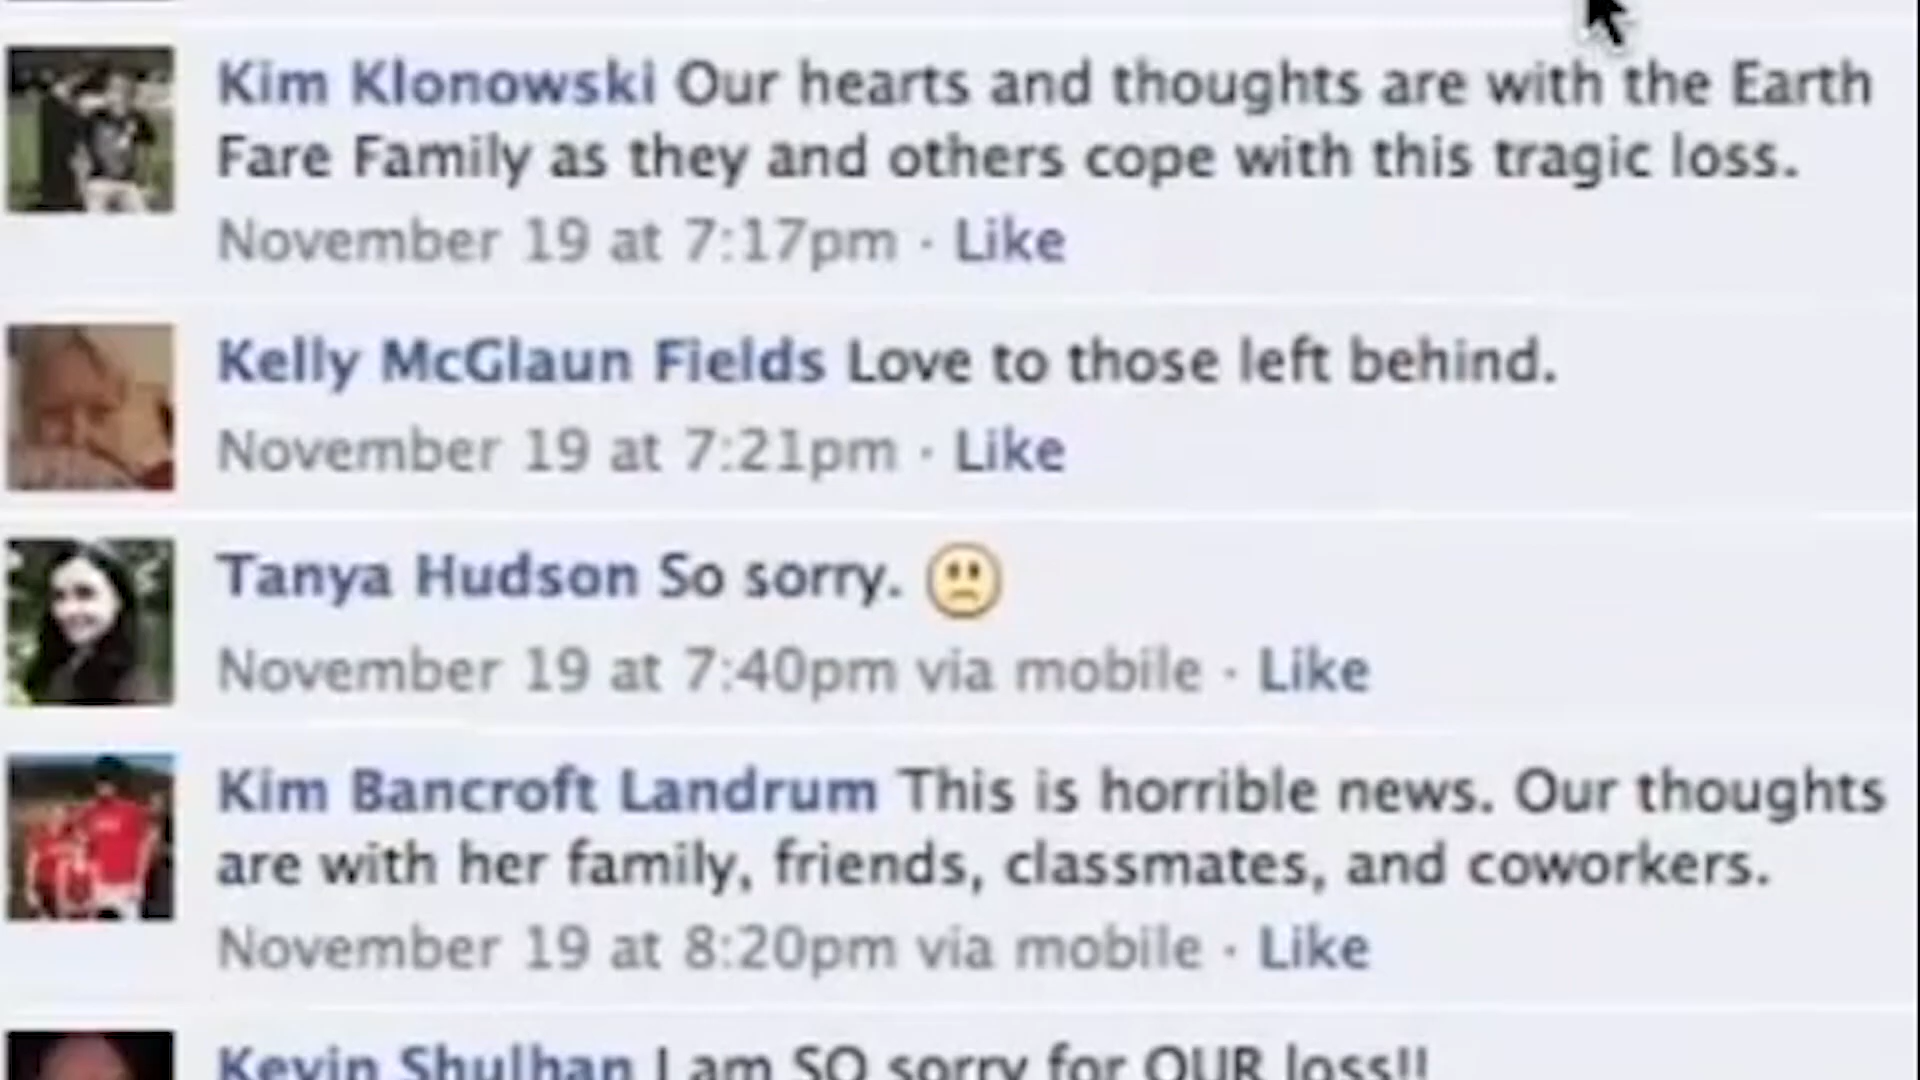 Kim Klonowski Our hearts and thoughts are with the Earth
Fare Family as they and others cope with this tragic loss.
November 19 at 7:17pm · Like
Kelly McGlaun Fields Love to those left behind.
November 19 at 7:21pm · Like
Tanya Hudson So sorry.
November 19 at 7:40pm via mobile · Like
Kim Bancroft Landrum This is horrible news. Our thoughts
are with her family, friends, classmates, and coworkers.
November 19 at 8:20pm via mobile · Like
Kevin Shulhan I am SO sorry for OUR loss!!